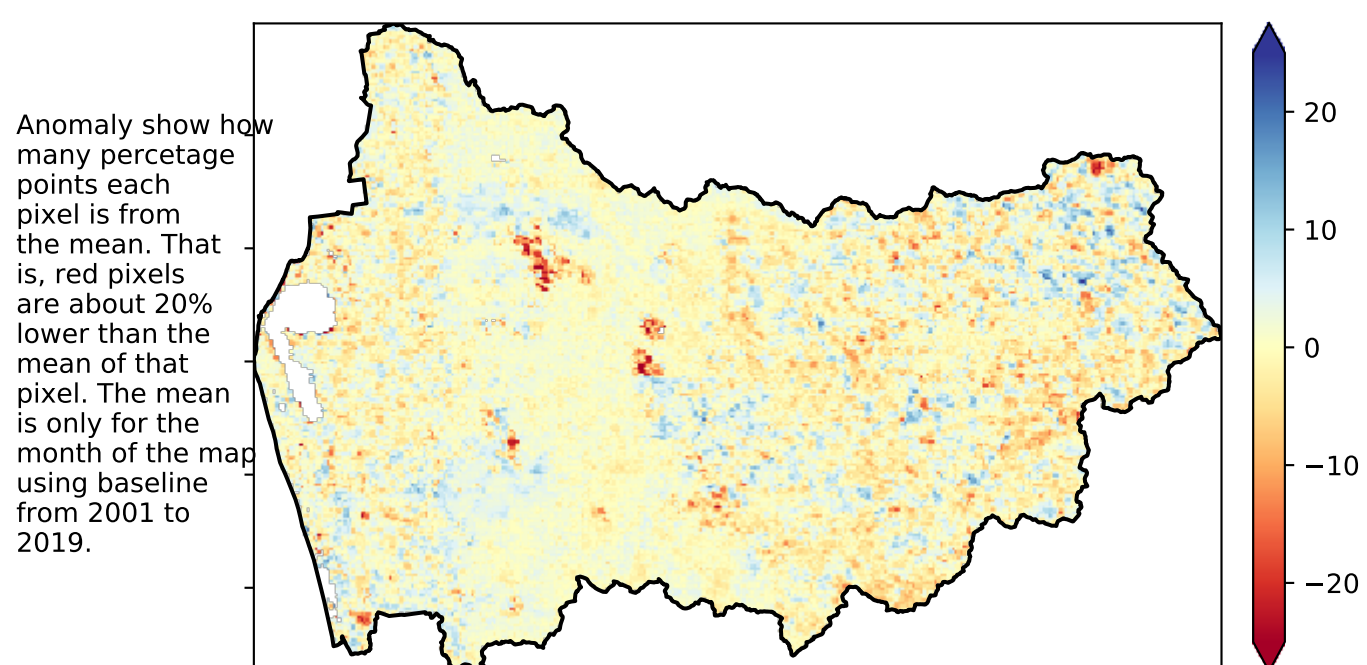 Anomaly show how
many percetage
points each
pixel is from
the mean. That
is, red pixels
are about 20%
lower than the
mean of that
pixel. The mean
is only for the
month of the map
using baseline
from 2001 to
2019.
20
10
0
−10
−20